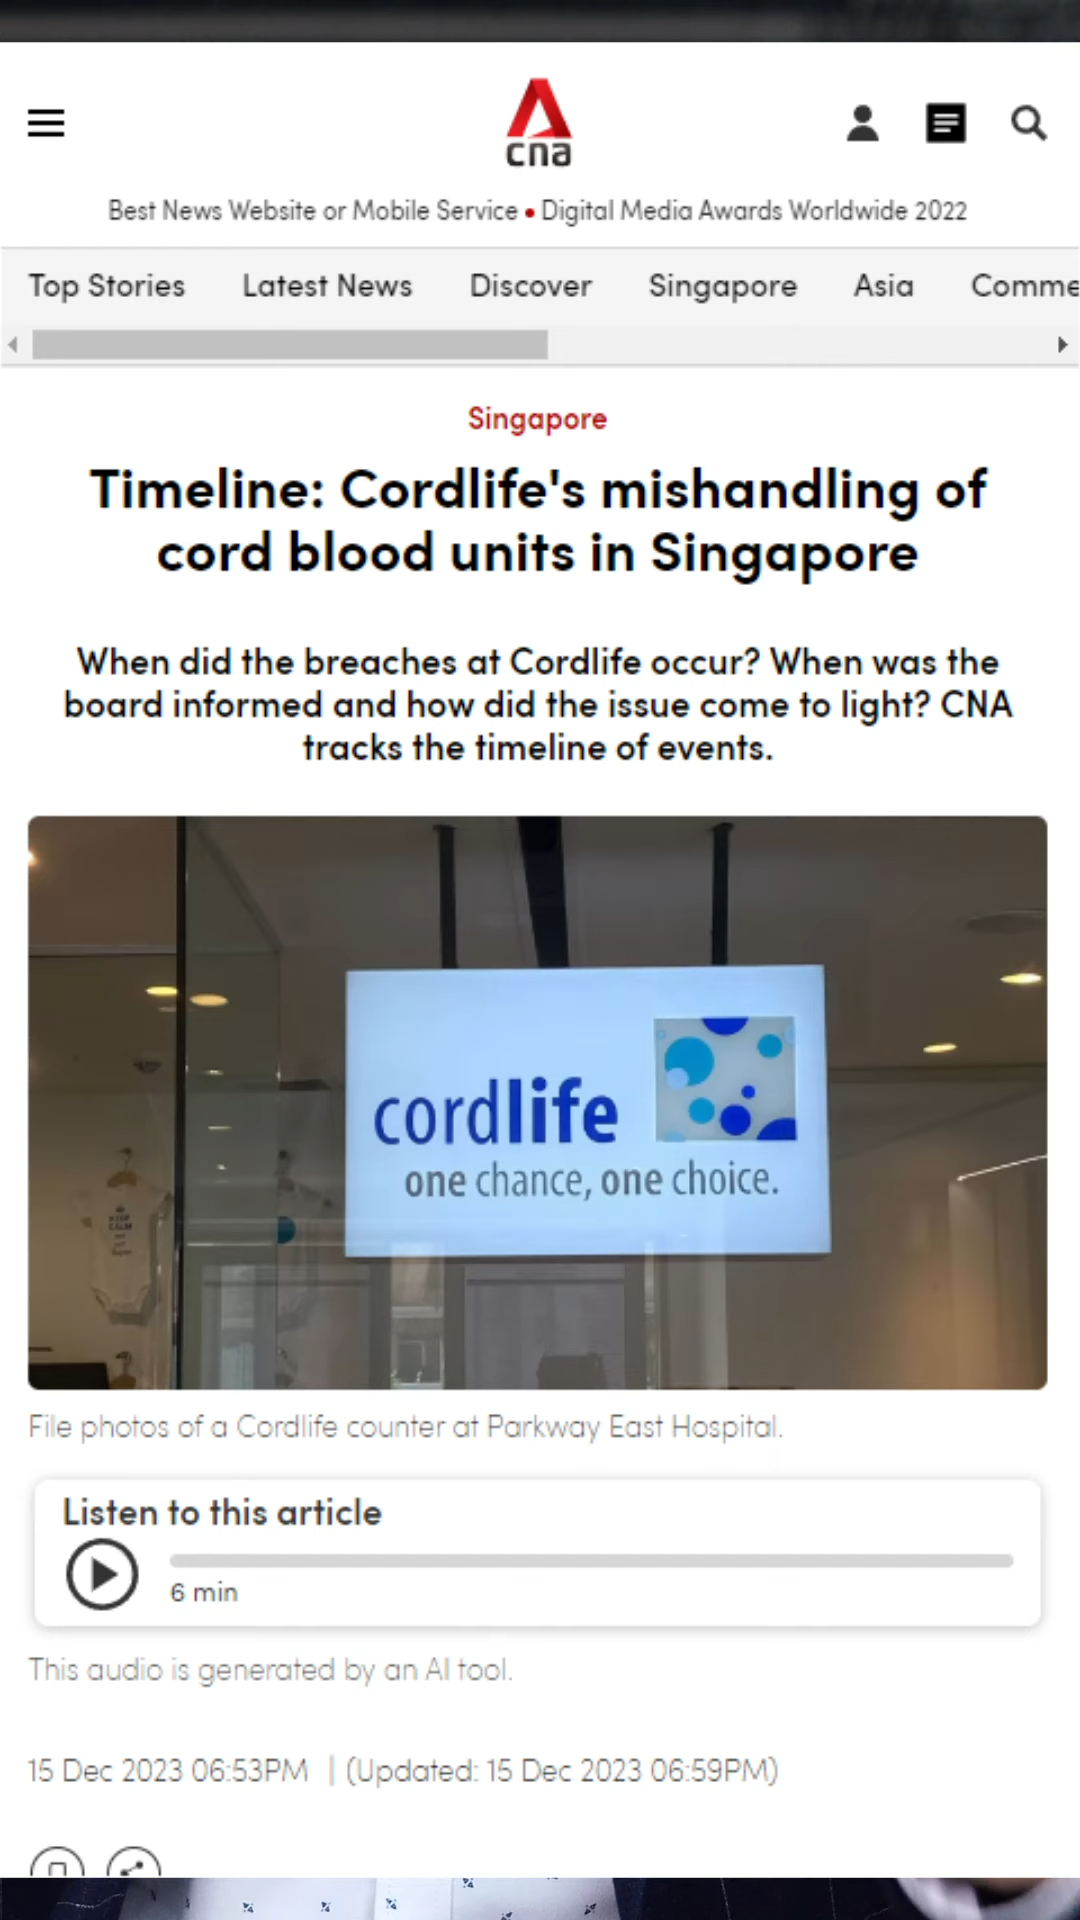 cna
Best News Website or Mobile Service • Digital Media Awards Worldwide 2022
Top Stories Latest News Discover Singapore Asia Comme
Singapore
Timeline: Cordlife's mishandling of
cord blood units in Singapore
When did the breaches at Cordlife occur? When was the
board informed and how did the issue come to light? CNA
tracks the timeline of events.
cordlife
one chance, one choice.
KEEP
CALM
File photos of a Cordlife counter at Parkway East Hospital.
Listen to this article
6 min
This audio is generated by an AI tool.
15 Dec 2023 06:53PM | (Updated: 15 Dec 2023 06:59PM)